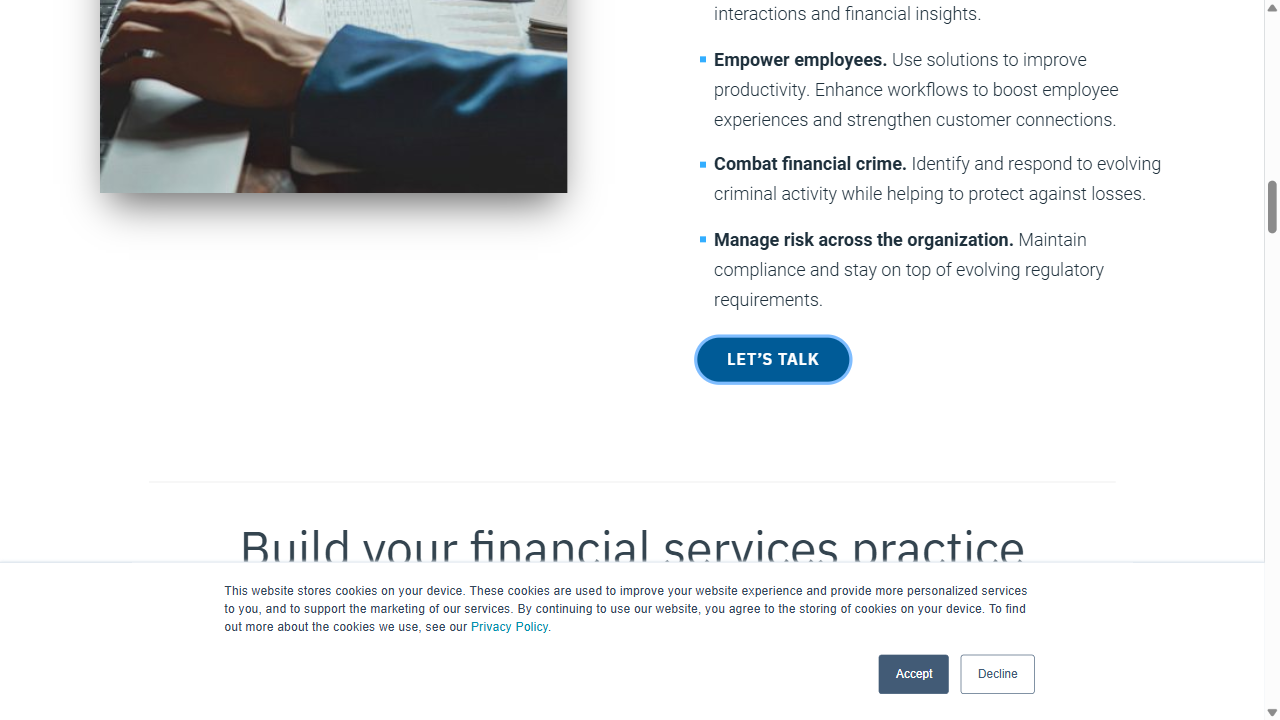 interactions and financial insights.
Empower employees. Use solutions to improve
productivity. Enhance workflows to boost employee
experiences and strengthen customer connections.
Combat financial crime. Identify and respond to evolving
criminal activity while helping to protect against losses.
Manage risk across the organization. Maintain
compliance and stay on top of evolving regulatory
requirements.
LET'S TALK
Build your financial services practice
This website stores cookies on your device. These cookies are used to improve your website experience and provide more personalized services
to you, and to support the marketing of our services. By continuing to use our website, you agree to the storing of cookies on your device. To find
out more about the cookies we use, see our Privacy Policy.
Accept
Decline